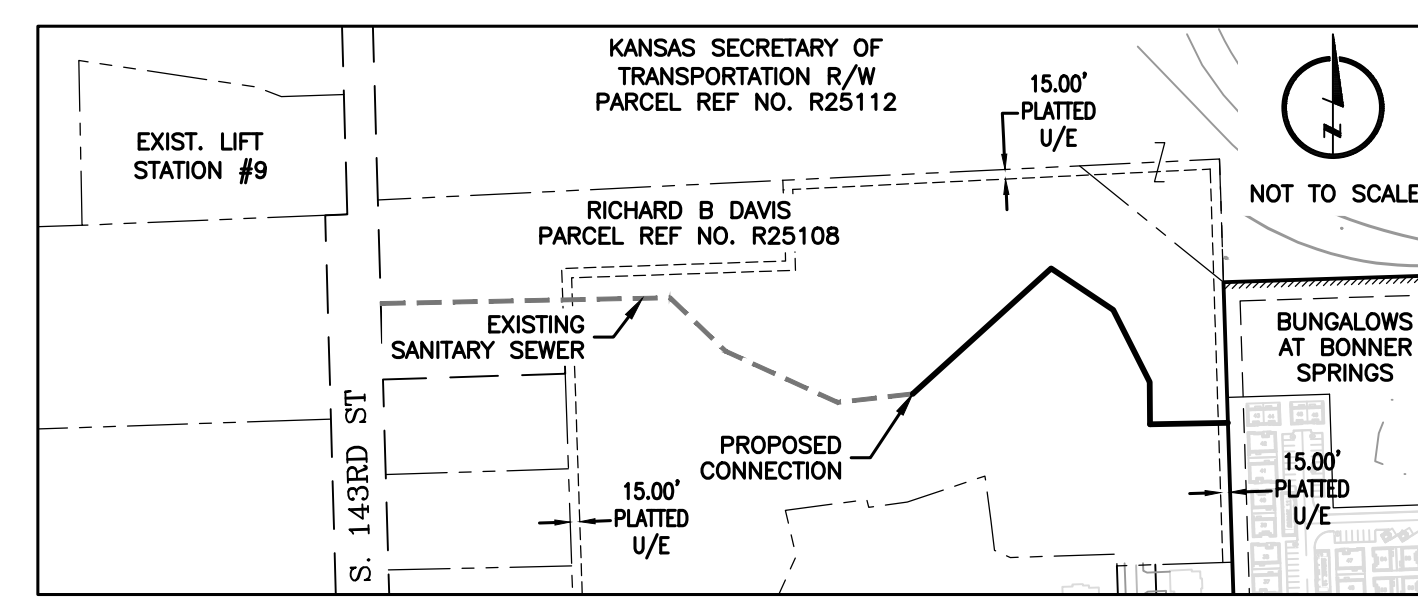 KANSAS SECRETARY OF
TRANSPORTATION R/W
PARCEL REF NO. R25112
15.00'
PLATTED
U/E
EXIST. LIFT
STATION #9
N
NOT TO SCALE
RICHARD B DAVIS
PARCEL REF NO. R25108
EXISTING
SANITARY SEWER
BUNGALOWS
AT BONNER
SPRINGS
S. 143RD ST
PROPOSED
CONNECTION
15.00'
PLATTED
U/E
15.00'
PLATTED
U/E